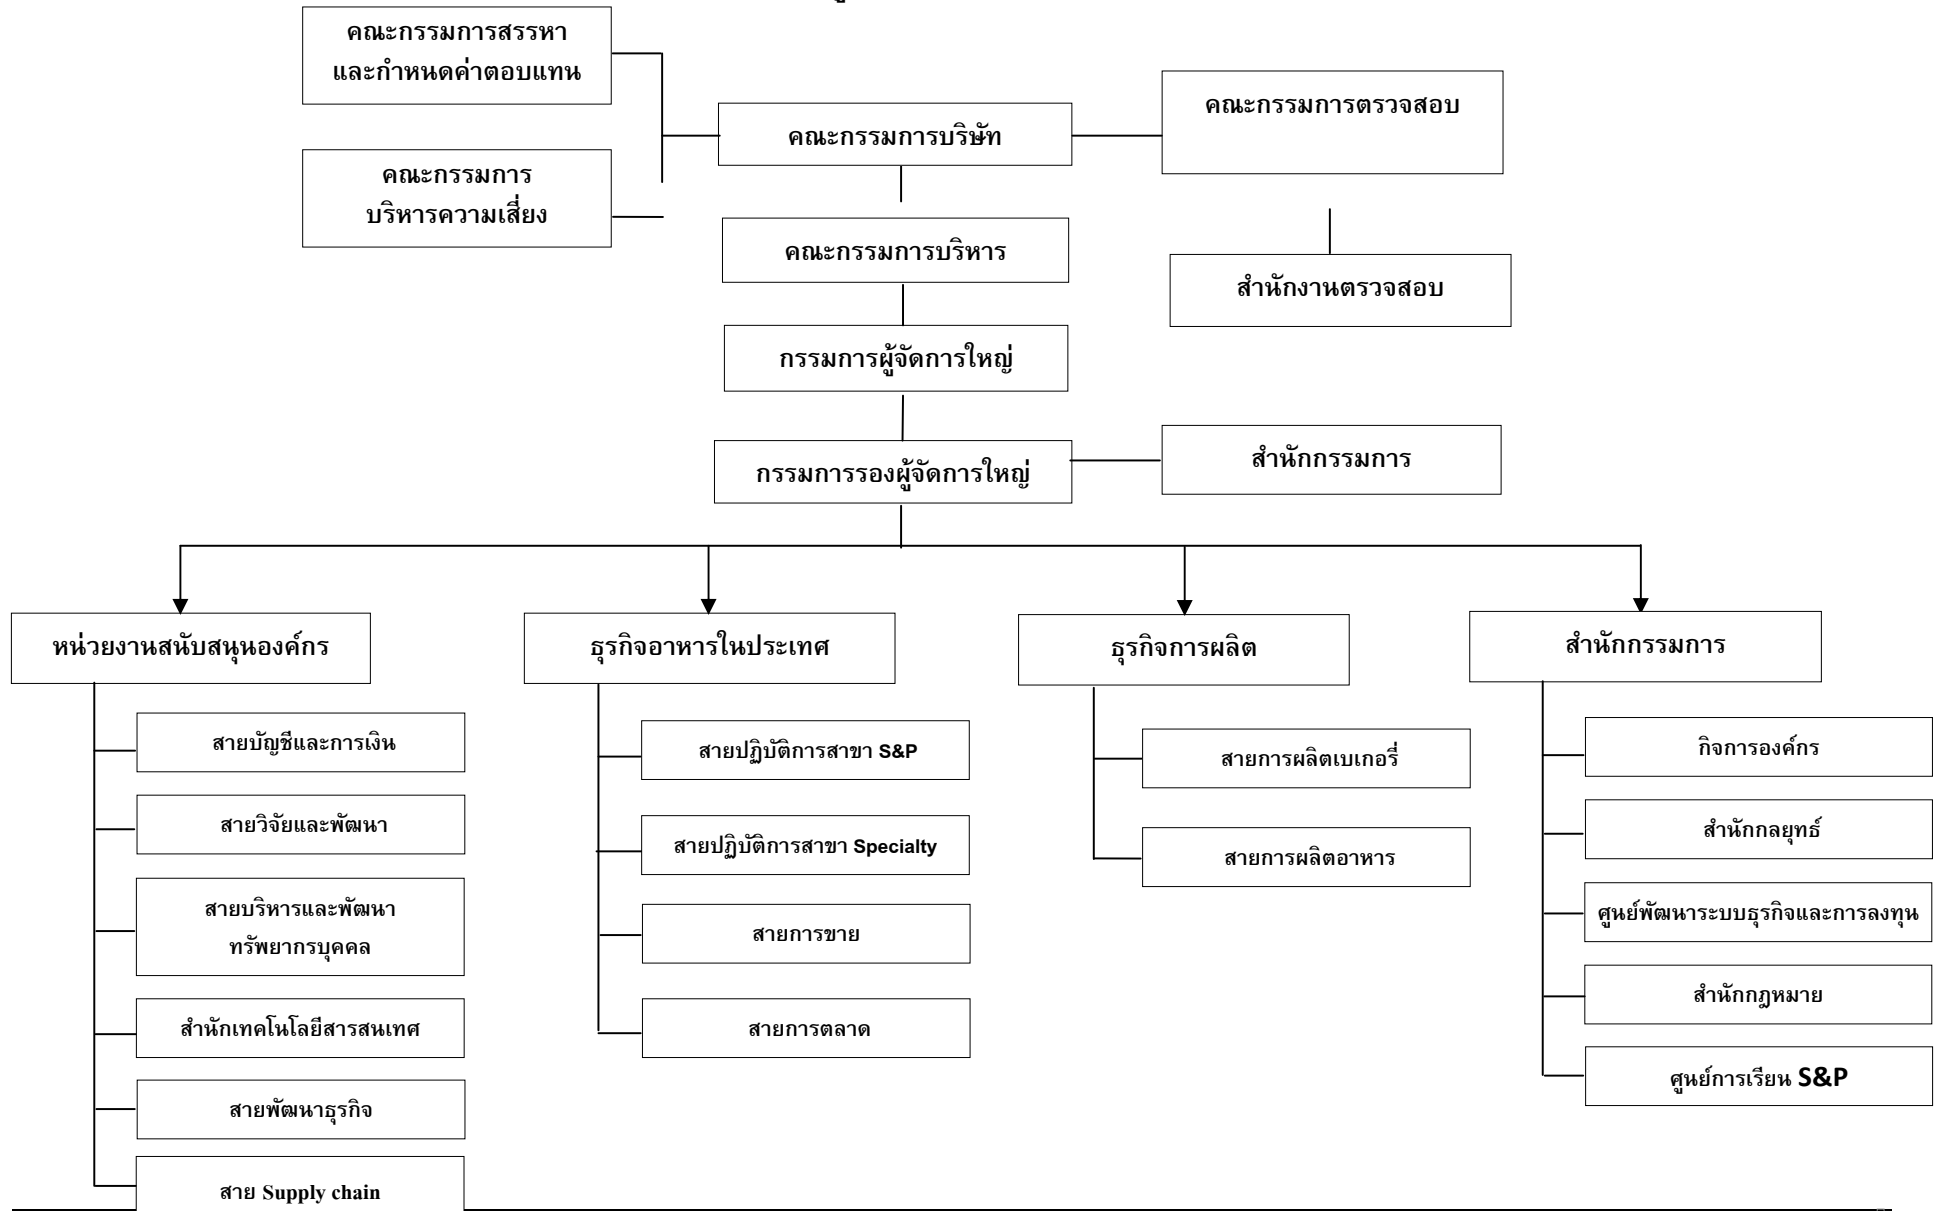 คณะกรรมการสรรหา
และกำหนดค่าตอบแทน
คณะกรรมการตรวจสอบ
คณะกรรมการบริษัท
คณะกรรมการ
บริหารความเสี่ยง
คณะกรรมการบริหาร
สำนักงานตรวจสอบ
กรรมการผู้จัดการใหญ่
กรรมการรองผู้จัดการใหญ่
สำนักกรรมการ
หน่วยงานสนับสนุนองค์กร
สายบัญชีและการเงิน
สายวิจัยและพัฒนา
สายบริหารและพัฒนา
ทรัพยากรบุคคล
สำนักเทคโนโลยีสารสนเทศ
สายพัฒนาธุรกิจ
สาย Supply chain
ธุรกิจอาหารในประเทศ
สายปฏิบัติการสาขา S&P
สายปฏิบัติการสาขา Specialty
สายการขาย
สายการตลาด
ธุรกิจการผลิต
สายการผลิตเบเกอรี่
สายการผลิตอาหาร
สำนักกรรมการ
กิจการองค์กร
สำนักกลยุทธ์
ศูนย์พัฒนาระบบธุรกิจและการลงทุน
สำนักกฎหมาย
ศูนย์การเรียน S&P